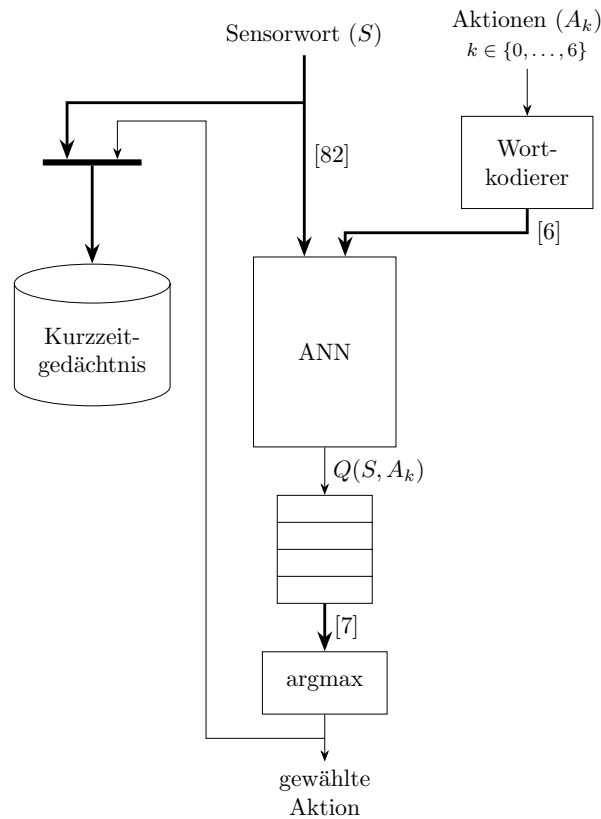 Sensorwort (S)
Aktionen (A_k)
k ∈ {0, . . . , 6}
[82]
Wort-
kodierer
[6]
Kurzzeit-
gedächtnis
ANN
Q(S, A_k)
[7]
argmax
gewählte
Aktion